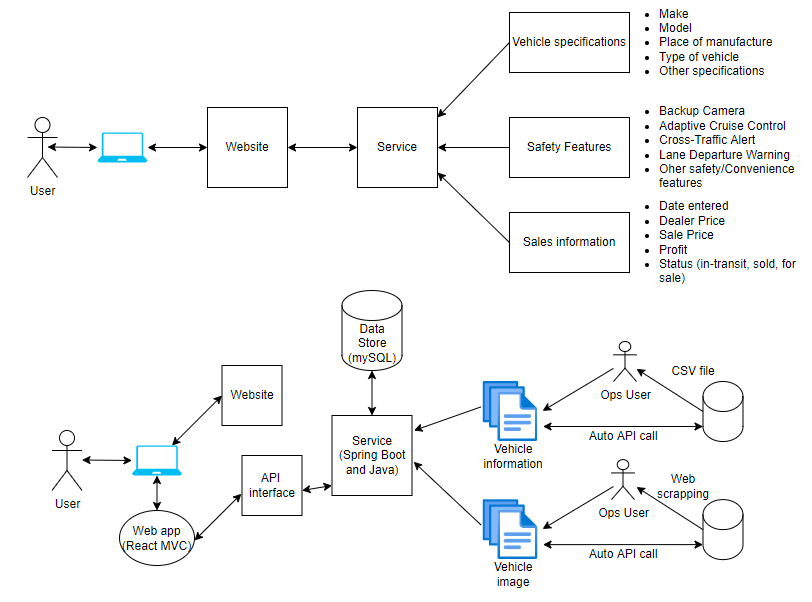 Vehicle specifications
Make
Model
Place of manufacture
Type of vehicle
Other specifications
User
Website
Service
Safety Features
Backup Camera
Adaptive Cruise Control
Cross-Traffic Alert
Lane Departure Warning
Oher safety/Convenience
features
Sales information
Date entered
Dealer Price
Sale Price
Profit
Status (in-transit, sold, for
sale)
Data
Store
(mySQL)
Website
User
Web app
(React MVC)
API
interface
Service
(Spring Boot
and Java)
Vehicle
information
Ops User
CSV file
Auto API call
Vehicle
image
Ops User
Web
scrapping
Auto API call